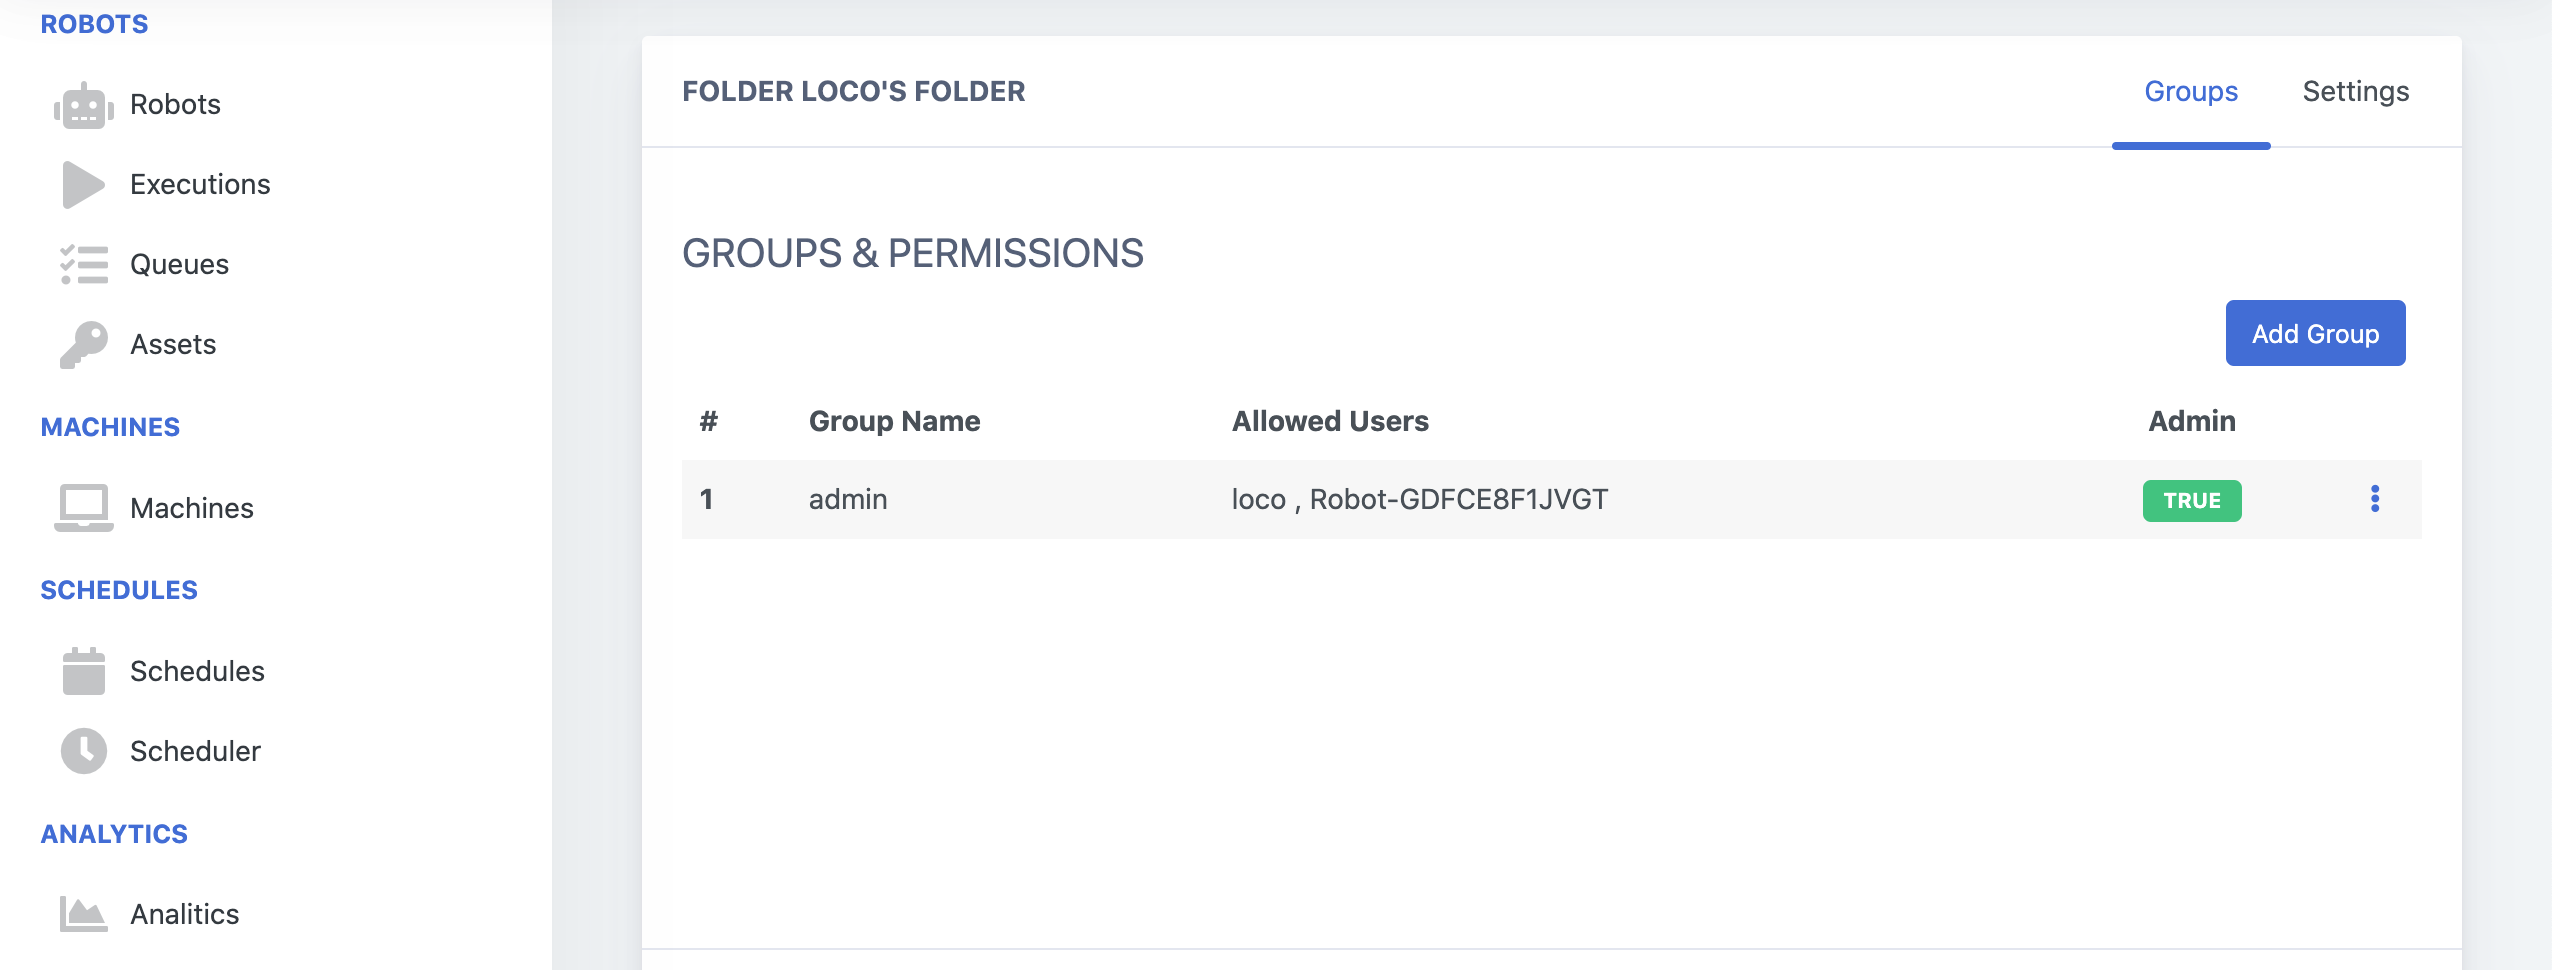 ROBOTS
Robots
Executions
Queues
Assets
MACHINES
Machines
SCHEDULES
Schedules
Scheduler
ANALYTICS
Analitics
FOLDER LOCO'S FOLDER
Groups
Settings
GROUPS & PERMISSIONS
Add Group
# Group Name Allowed Users Admin
1 admin loco , Robot-GDFCE8F1JVGT TRUE